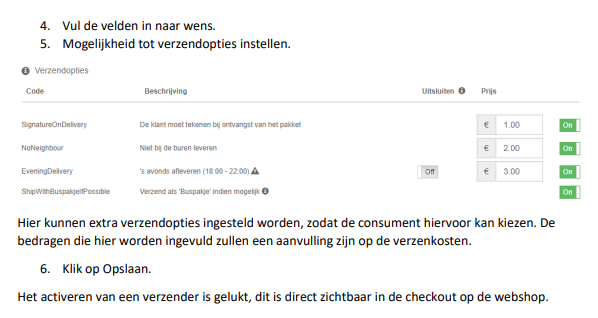 4. Vul de velden in naar wens.
5. Mogelijkheid tot verzendopties instellen.
Verzendopties
Code Beschrijving Uitsluiten Prijs
SignatureOnDelivery De klant moet tekenen bij ontvangst van het pakket € 1.00 On
NoNeighbour Niet bij de buren leveren € 2.00 On
EveningDelivery 's avonds afleveren (18:00 - 22:00) Off € 3.00 On
ShipWithBuspakjeIfPossible Verzend als 'Buspakje' indien mogelijk On
Hier kunnen extra verzendopties ingesteld worden, zodat de consument hiervoor kan kiezen. De
bedragen die hier worden ingevuld zullen een aanvulling zijn op de verzenkosten.
6. Klik op Opslaan.
Het activeren van een verzender is gelukt, dit is direct zichtbaar in de checkout op de webshop.